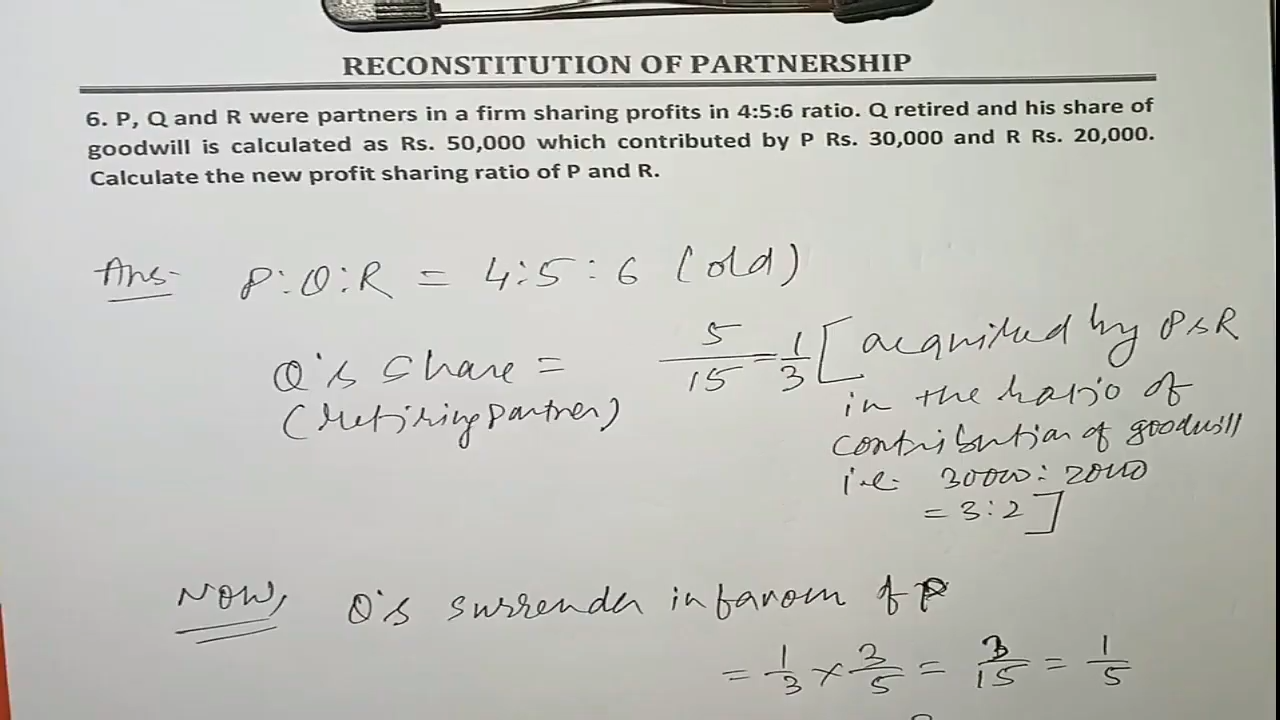 RECONSTITUTION OF PARTNERSHIP
6. P, Q and R were partners in a firm sharing profits in 4:5:6 ratio. Q retired and his share of
goodwill is calculated as Rs. 50,000 which contributed by P Rs. 30,000 and R Rs. 20,000.
Calculate the new profit sharing ratio of P and R.
Ans- P:Q:R = 4:5:6 (old)
Q's share = 5/15 = 1/3 [acquired by P & R
(retiring partner) in the ratio of
contribution of goodwill
i.e. 30000:20000
= 3:2]
Now, Q's surrender in favour of P
= 1/3 × 3/5 = 3/15 = 1/5